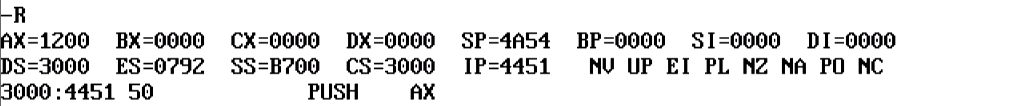 -R
AX=1200  BX=0000  CX=0000  DX=0000  SP=4A54  BP=0000  SI=0000  DI=0000
DS=3000  ES=0792  SS=B700  CS=3000  IP=4451   NV UP EI PL NZ NA PO NC
3000:4451 50            PUSH    AX